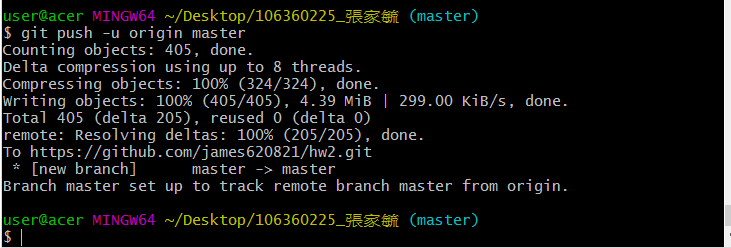 user@acer MINGW64 ~/Desktop/106360225_張家毓 (master)
$ git push -u origin master
Counting objects: 405, done.
Delta compression using up to 8 threads.
Compressing objects: 100% (324/324), done.
Writing objects: 100% (405/405), 4.39 MiB | 299.00 KiB/s, done.
Total 405 (delta 205), reused 0 (delta 0)
remote: Resolving deltas: 100% (205/205), done.
To https://github.com/james620821/hw2.git
 * [new branch]      master -> master
Branch master set up to track remote branch master from origin.
user@acer MINGW64 ~/Desktop/106360225_張家毓 (master)
$